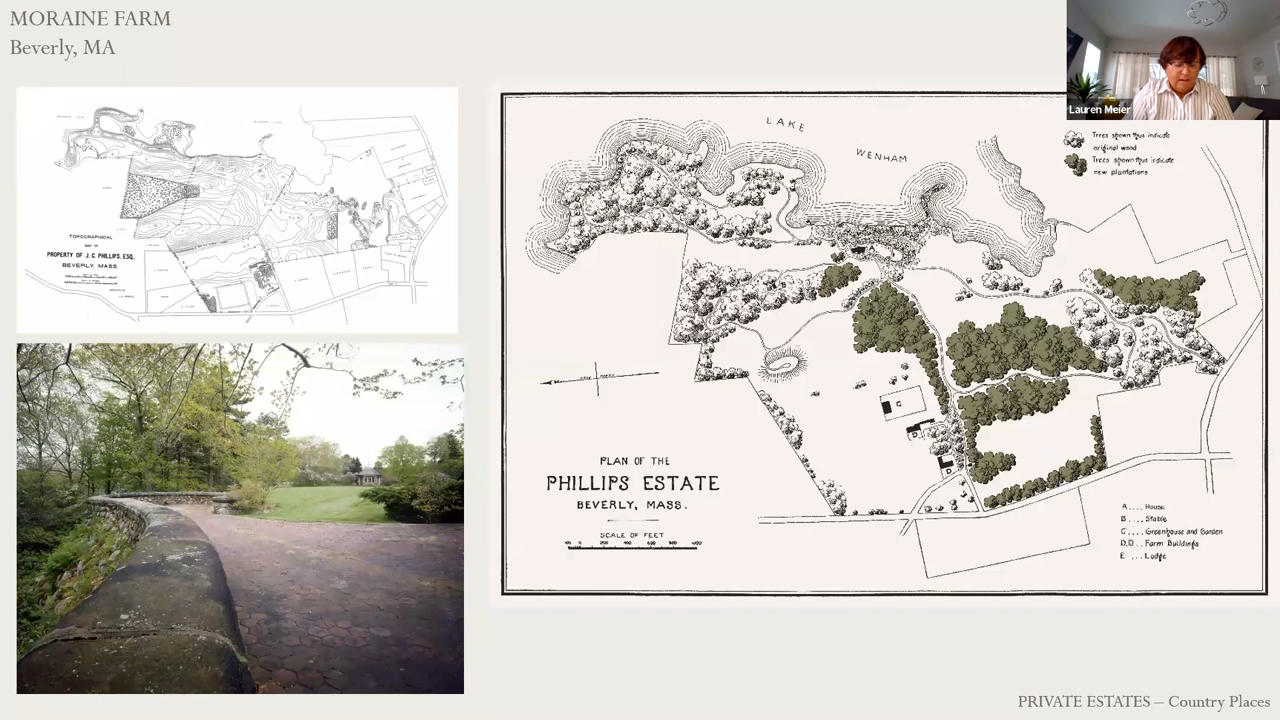 MORAINE FARM
Beverly, MA
Lauren Meier
TOPOGRAPHICAL
MAP OF
PROPERTY OF J. C. PHILLIPS, ESQ.
BEVERLY, MASS.
LAKE
WENHAM
Trees shown thus indicate
original wood
Trees shown thus indicate
new plantations
C
PLAN OF THE
PHILLIPS ESTATE
BEVERLY, MASS.
SCALE OF FEET
A.... House
B.... Stable
C.... Greenhouse and Garden
D.D... Farm Buildings
E.... Lodge
PRIVATE ESTATES – Country Places